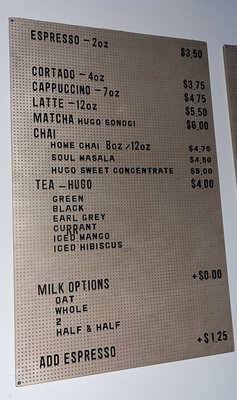 ESPRESSO – 2oz $3.50
CORTADO – 4oz $3.75
CAPPUCCINO – 7oz $4.75
LATTE – 12oz $5.50
MATCHA HUGO SONOGI $6.00
CHAI
HOME CHAI 8oz/12oz $4.75
SOUL MASALA $4.50
HUGO SWEET CONCENTRATE $5.00
TEA – HUGO $4.00
GREEN
BLACK
EARL GREY
CURRANT
ICED MANGO
ICED HIBISCUS
MILK OPTIONS +$0.00
OAT
WHOLE
2
HALF & HALF
ADD ESPRESSO +$1.25